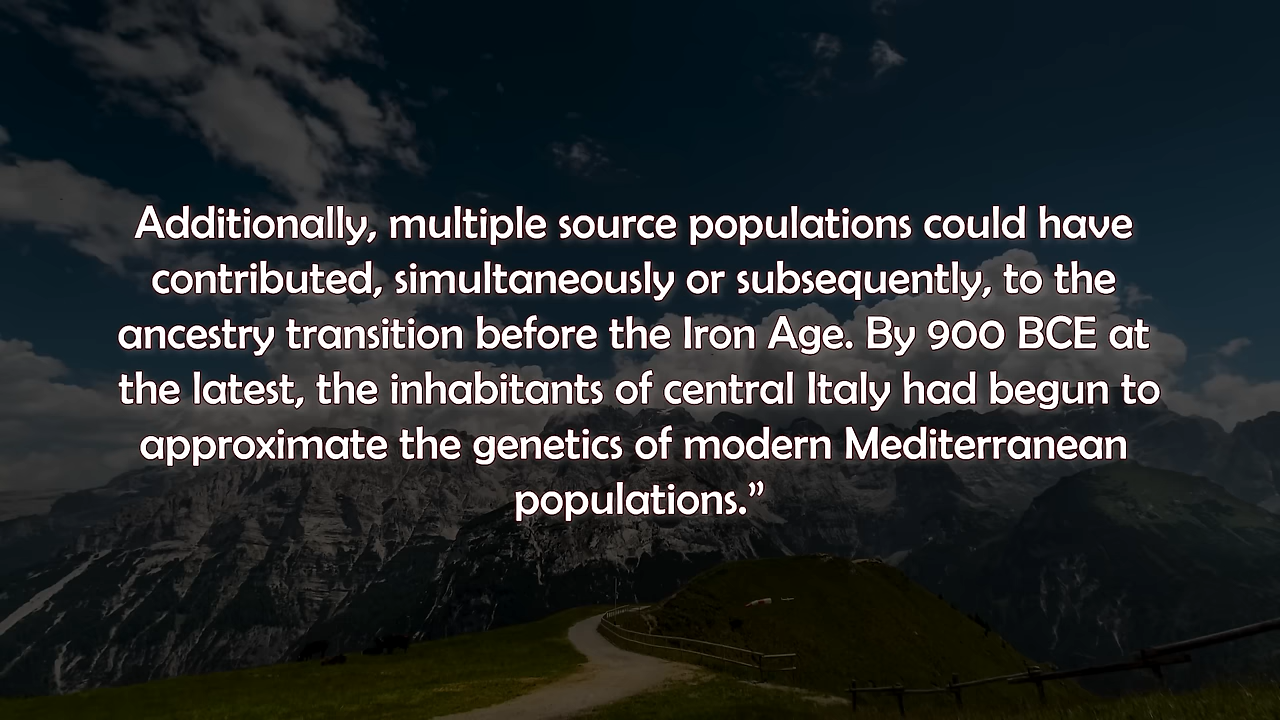 Additionally, multiple source populations could have
contributed, simultaneously or subsequently, to the
ancestry transition before the Iron Age. By 900 BCE at
the latest, the inhabitants of central Italy had begun to
approximate the genetics of modern Mediterranean
populations.”